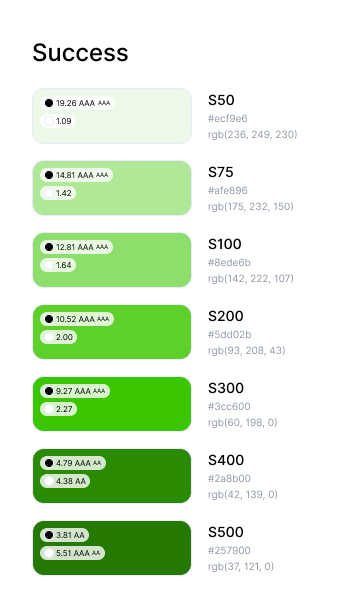 Success
19.26 AAA AAA
1.09
S50
#ecf9e6
rgb(236, 249, 230)
14.81 AAA AAA
1.42
S75
#afe896
rgb(175, 232, 150)
12.81 AAA AAA
1.64
S100
#8ede6b
rgb(142, 222, 107)
10.52 AAA AAA
2.00
S200
#5dd02b
rgb(93, 208, 43)
9.27 AAA AAA
2.27
S300
#3cc600
rgb(60, 198, 0)
4.79 AAA AA
4.38 AA
S400
#2a8b00
rgb(42, 139, 0)
3.81 AA
5.51 AAA AA
S500
#257900
rgb(37, 121, 0)